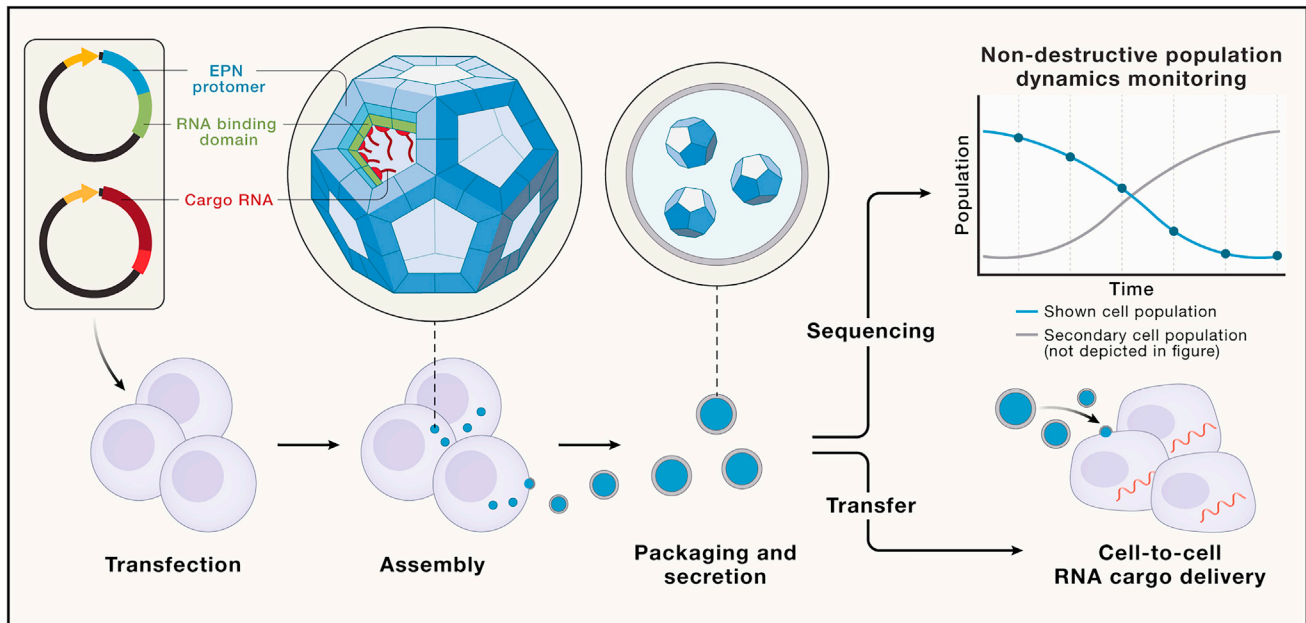 EPN
protomer
RNA binding
domain
Cargo RNA
Transfection
Assembly
Packaging and
secretion
Sequencing
Transfer
Non-destructive population
dynamics monitoring
Population
Time
Shown cell population
Secondary cell population
(not depicted in figure)
Cell-to-cell
RNA cargo delivery